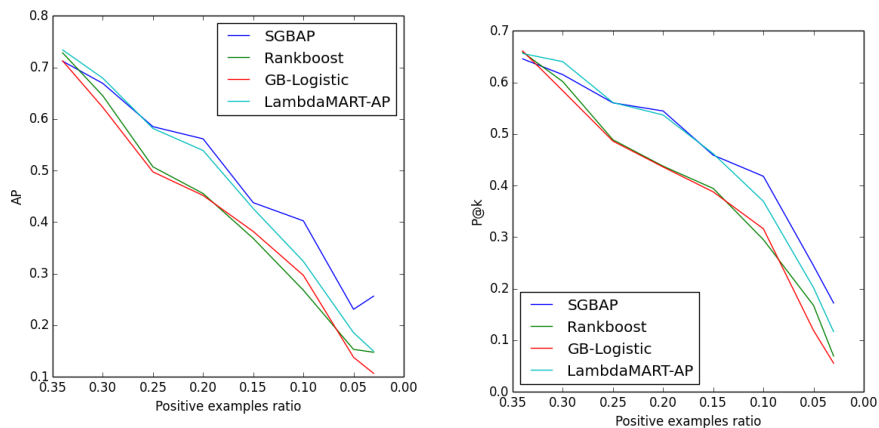 0.8
0.7
0.6
0.5
0.4
0.3
0.2
0.1
AP
SGBAP
Rankboost
GB-Logistic
LambdaMART-AP
0.35 0.30 0.25 0.20 0.15 0.10 0.05 0.00
Positive examples ratio
0.7
0.6
0.5
0.4
0.3
0.2
0.1
0.0
P@k
SGBAP
Rankboost
GB-Logistic
LambdaMART-AP
0.35 0.30 0.25 0.20 0.15 0.10 0.05 0.00
Positive examples ratio